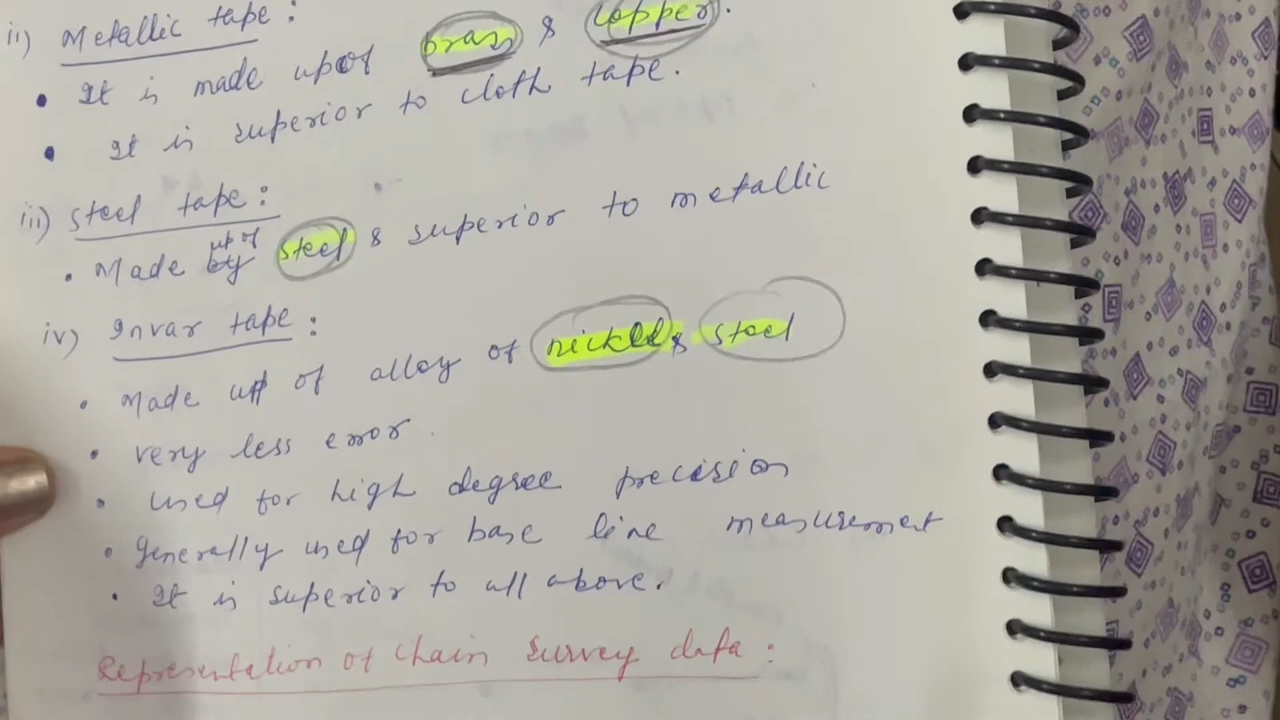 ii) Metallic tape :
• It is made up of brass & copper.
• It is superior to cloth tape.
iii) Steel tape :
• Made up of steel & superior to metallic
iv) Invar tape :
• Made up of alloy of nickel & steel
• very less error.
• used for high degree precision
• Generally used for base line measurement
• It is superior to all above.
Representation of chain survey data :